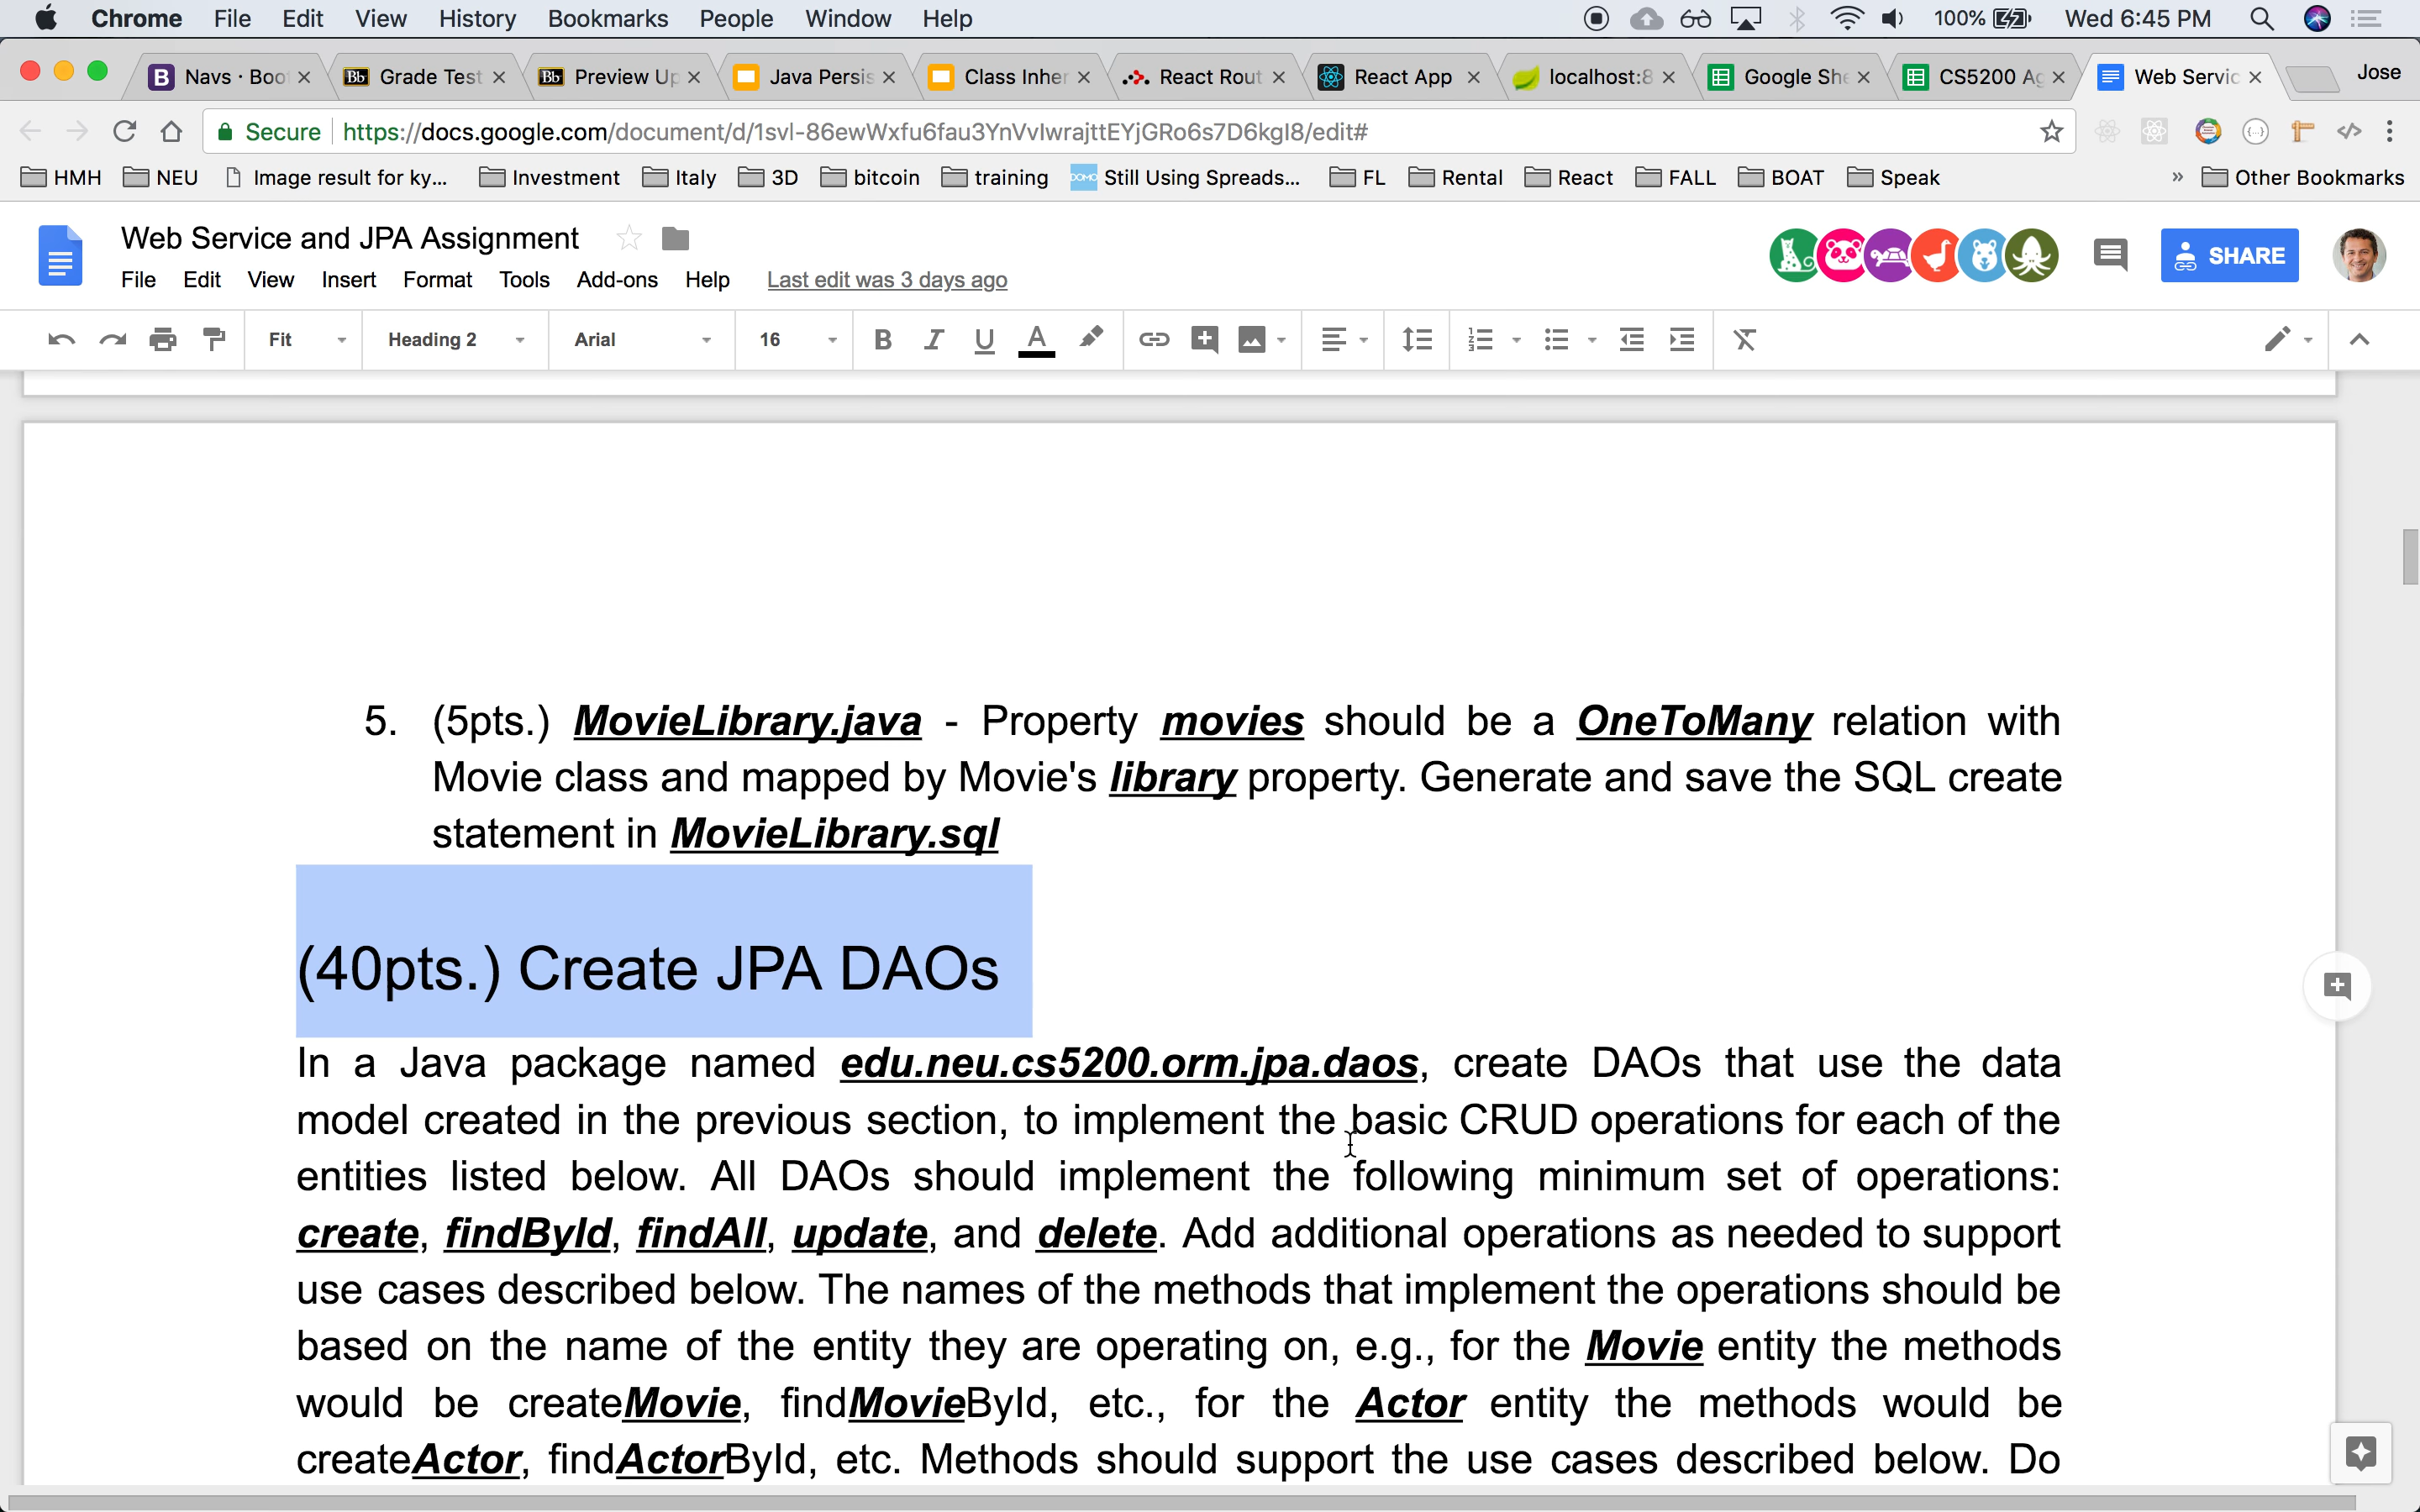 Chrome File Edit View History Bookmarks People Window Help 100% Wed 6:45 PM
Navs · Boo Grade Test Preview Up Java Persis Class Inher React Rout React App localhost:8 Google She CS5200 Ag Web Servic Jose
Secure https://docs.google.com/document/d/1svl-86ewWxfu6fau3YnVvlwrajttEYjGRo6s7D6kgI8/edit#
HMH NEU Image result for ky... Investment Italy 3D bitcoin training DOMO Still Using Spreads... FL Rental React FALL BOAT Speak » Other Bookmarks
Web Service and JPA Assignment
SHARE
File Edit View Insert Format Tools Add-ons Help Last edit was 3 days ago
Fit Heading 2 Arial 16 B I U A
5. (5pts.) MovieLibrary.java - Property movies should be a OneToMany relation with
Movie class and mapped by Movie's library property. Generate and save the SQL create
statement in MovieLibrary.sql
(40pts.) Create JPA DAOs
In a Java package named edu.neu.cs5200.orm.jpa.daos, create DAOs that use the data
model created in the previous section, to implement the basic CRUD operations for each of the
entities listed below. All DAOs should implement the following minimum set of operations:
create, findById, findAll, update, and delete. Add additional operations as needed to support
use cases described below. The names of the methods that implement the operations should be
based on the name of the entity they are operating on, e.g., for the Movie entity the methods
would be createMovie, findMovieById, etc., for the Actor entity the methods would be
createActor, findActorById, etc. Methods should support the use cases described below. Do